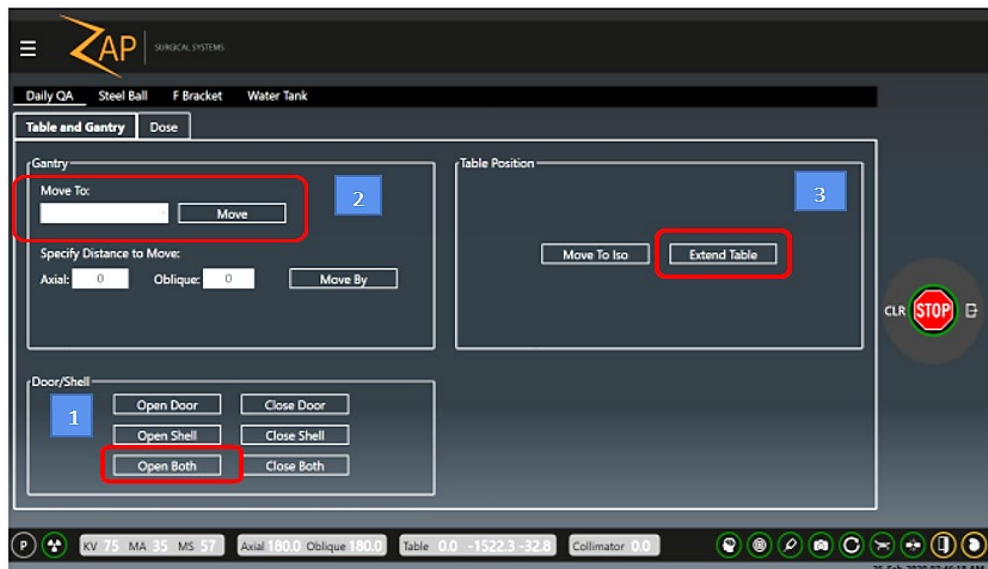 ZAP SURGICAL SYSTEMS
Daily QA Steel Ball F Bracket Water Tank
Table and Gantry Dose
Gantry
Move To:
Move
2
Specify Distance to Move:
Axial: 0 Oblique: 0 Move By
Table Position
3
Move To Iso Extend Table
CLR STOP
Door/Shell
1
Open Door Close Door
Open Shell Close Shell
Open Both Close Both
P KV 75 MA 35 MS 57 Axial 180.0 Oblique 180.0 Table 0.0 -1522.3 -32.8 Collimator 0.0